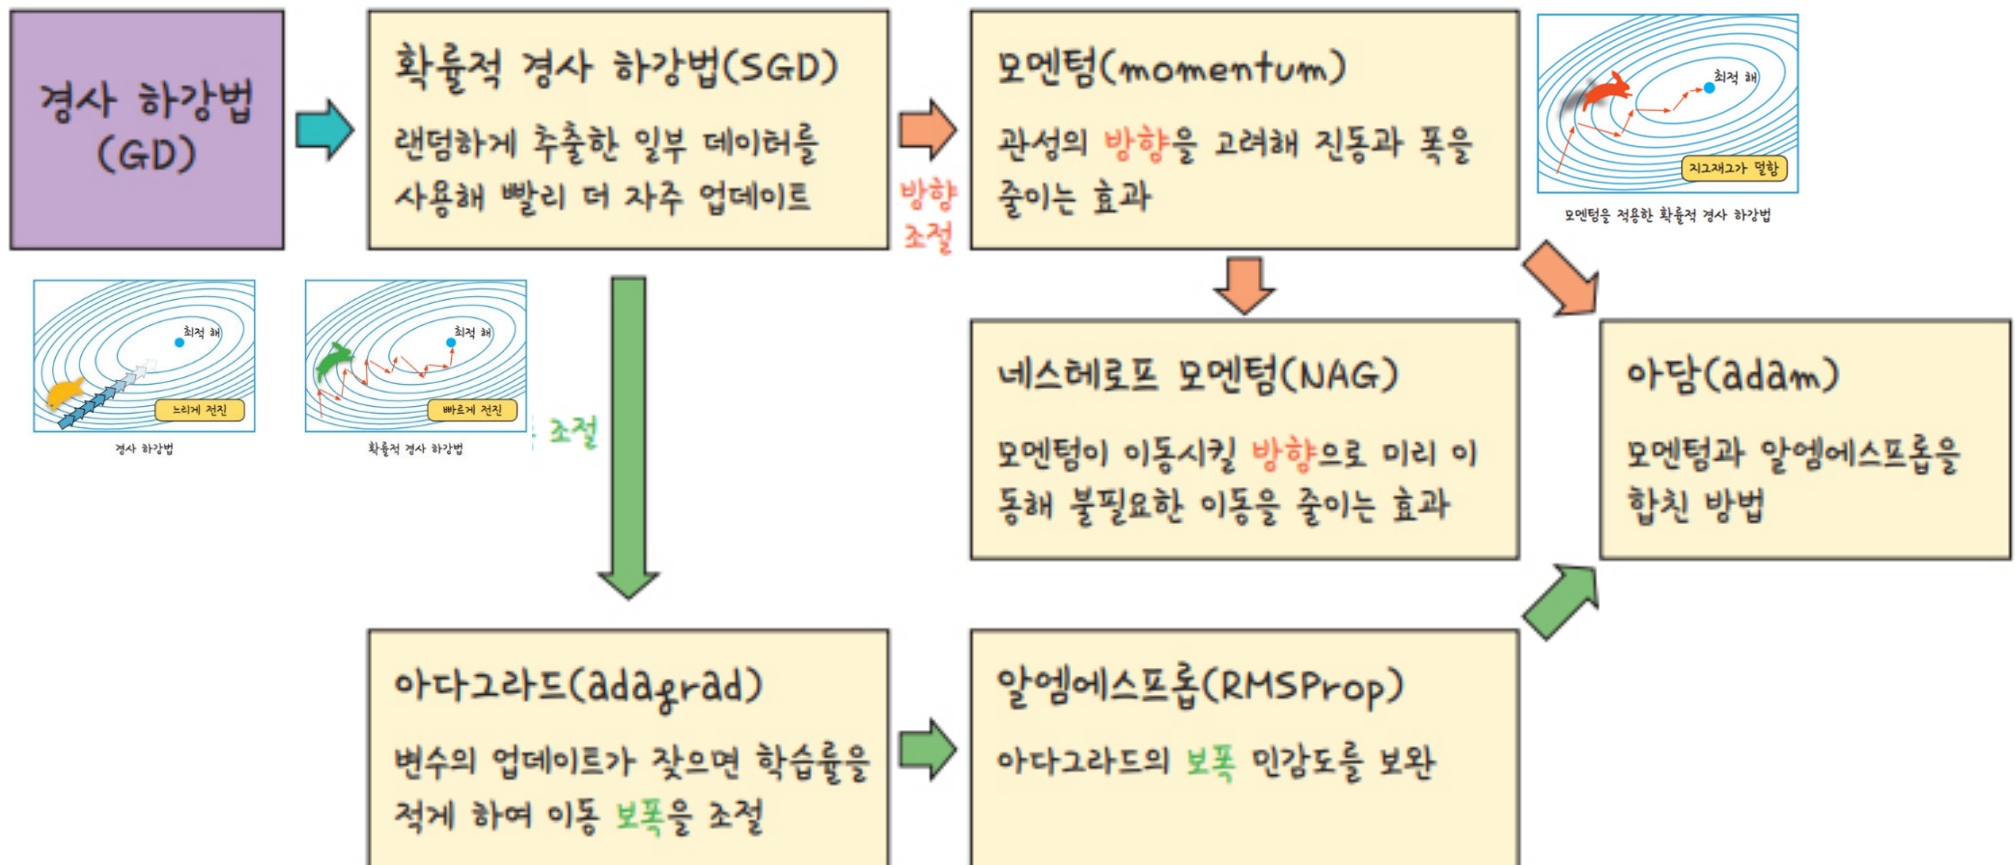 경사 하강법
(GD)
확률적 경사 하강법(SGD)
랜덤하게 추출한 일부 데이터를
사용해 빨리 더 자주 업데이트
방향
조절
모멘텀(momentum)
관성의 방향을 고려해 진동과 폭을
줄이는 효과
최적 해
지그재그가 덜함
모멘텀을 적용한 확률적 경사 하강법
최적 해
느리게 전진
경사 하강법
최적 해
빠르게 전진
확률적 경사 하강법
조절
네스테로프 모멘텀(NAG)
모멘텀이 이동시킬 방향으로 미리 이
동해 불필요한 이동을 줄이는 효과
아담(adam)
모멘텀과 알엠에스프롭을
합친 방법
아다그라드(adagrad)
변수의 업데이트가 잦으면 학습률을
적게 하여 이동 보폭을 조절
알엠에스프롭(RMSProp)
아다그라드의 보폭 민감도를 보완